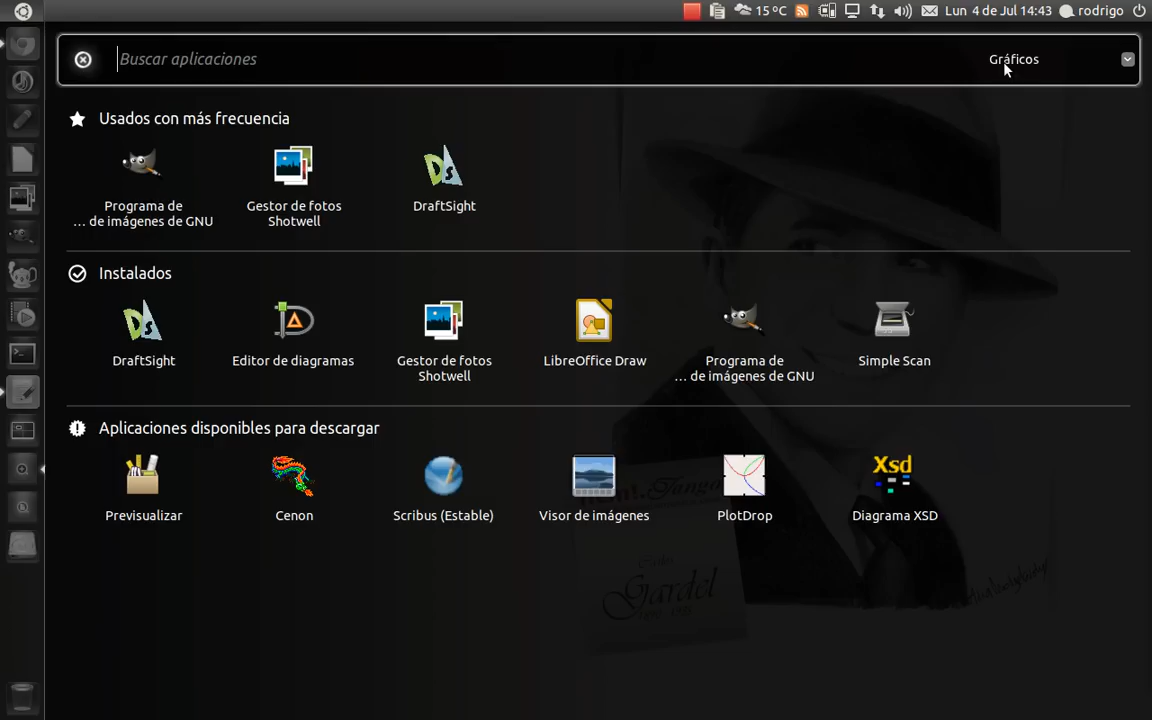 15 °C
Lun 4 de Jul 14:43
rodrigo
Buscar aplicaciones
Gráficos
Usados con más frecuencia
Programa de
... de imágenes de GNU
Gestor de fotos
Shotwell
DraftSight
Instalados
DraftSight
Editor de diagramas
Gestor de fotos
Shotwell
LibreOffice Draw
Programa de
... de imágenes de GNU
Simple Scan
Aplicaciones disponibles para descargar
Xsd
Previsualizar
Cenon
Scribus (Estable)
Visor de imágenes
PlotDrop
Diagrama XSD
Gardel